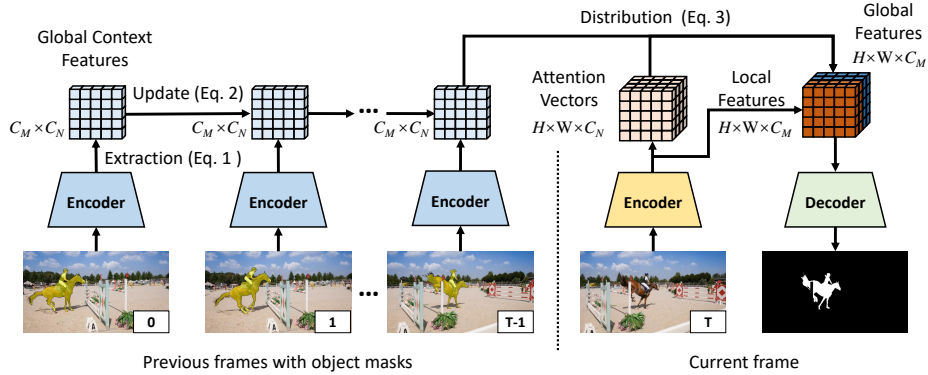 Distribution (Eq. 3)
Global
Features
H×W×C_M
Global Context
Features
Attention
Vectors
H×W×C_N
Local
Features
H×W×C_M
Update (Eq. 2)
...
C_M×C_N
C_M×C_N
C_M×C_N
Extraction (Eq. 1 )
Encoder
Encoder
Encoder
Encoder
Decoder
...
0
1
T-1
T
Previous frames with object masks
Current frame